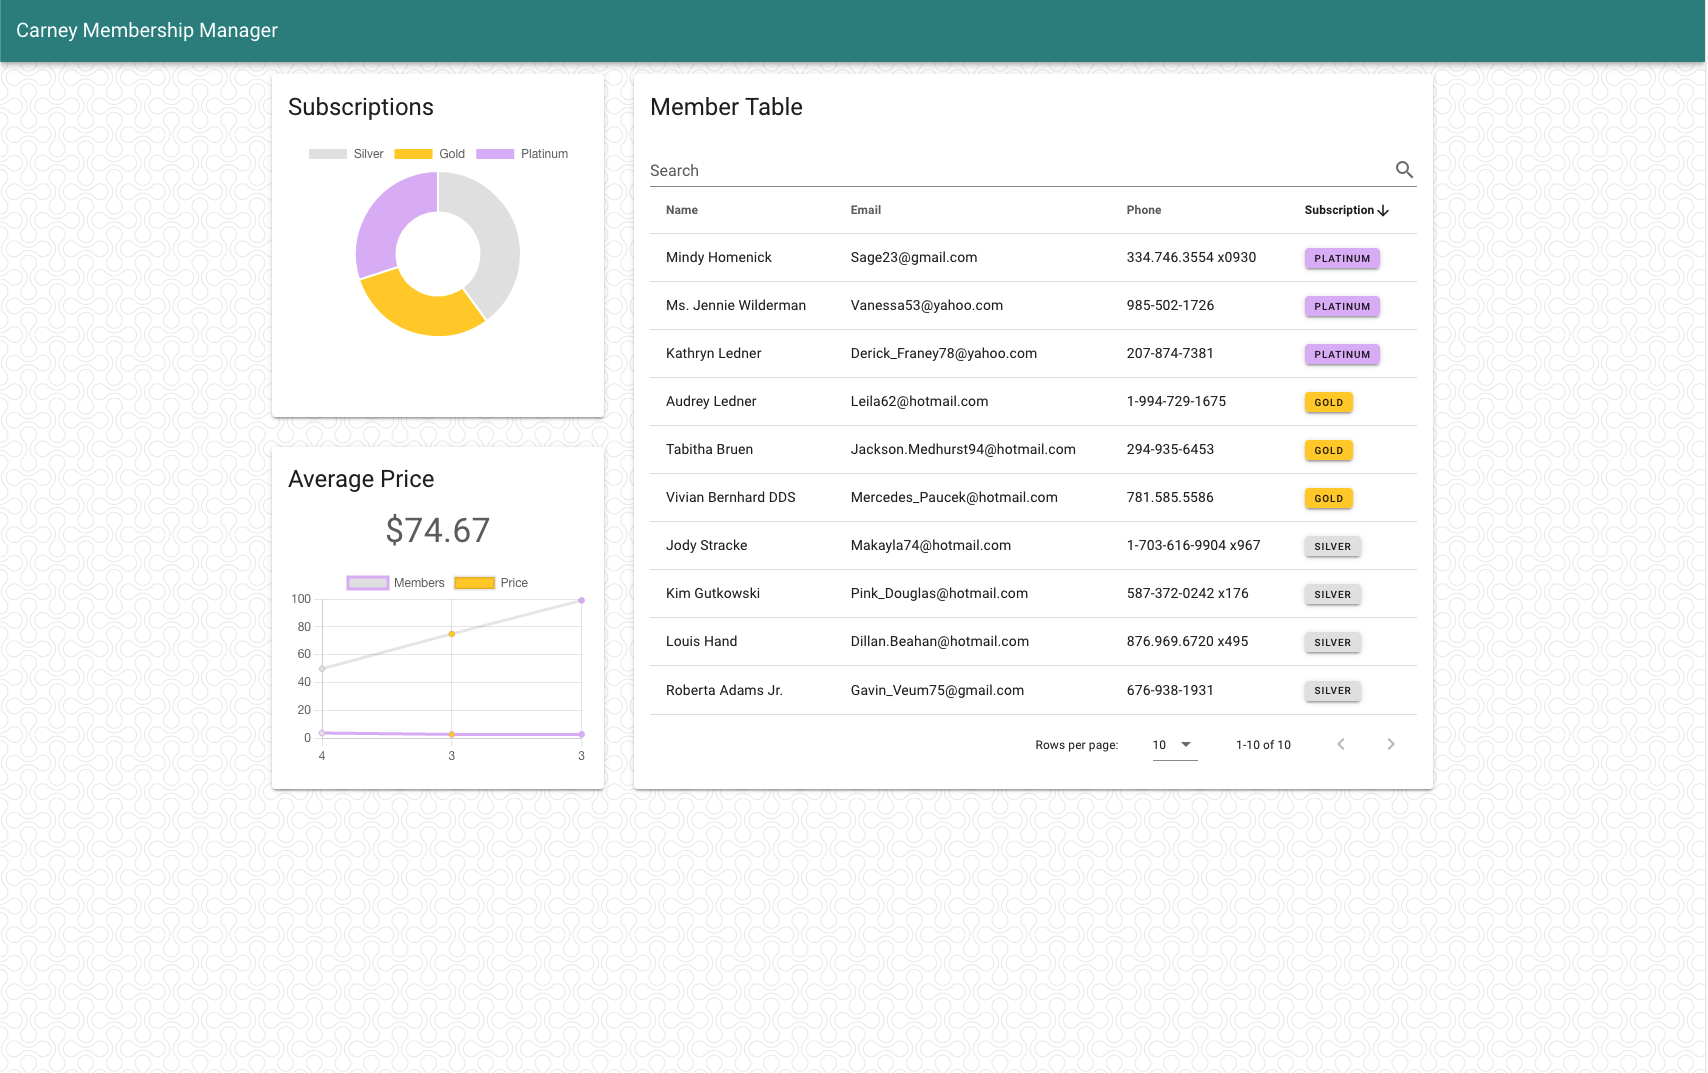 Carney Membership Manager
Subscriptions
Silver Gold Platinum
Average Price
$74.67
Members Price
100
80
60
40
20
0
4 3 3
Member Table
Search
Name Email Phone Subscription
Mindy Homenick Sage23@gmail.com 334.746.3554 x0930 PLATINUM
Ms. Jennie Wilderman Vanessa53@yahoo.com 985-502-1726 PLATINUM
Kathryn Ledner Derick_Franey78@yahoo.com 207-874-7381 PLATINUM
Audrey Ledner Leila62@hotmail.com 1-994-729-1675 GOLD
Tabitha Bruen Jackson.Medhurst94@hotmail.com 294-935-6453 GOLD
Vivian Bernhard DDS Mercedes_Paucek@hotmail.com 781.585.5586 GOLD
Jody Stracke Makayla74@hotmail.com 1-703-616-9904 x967 SILVER
Kim Gutkowski Pink_Douglas@hotmail.com 587-372-0242 x176 SILVER
Louis Hand Dillan.Beahan@hotmail.com 876.969.6720 x495 SILVER
Roberta Adams Jr. Gavin_Veum75@gmail.com 676-938-1931 SILVER
Rows per page: 10 1-10 of 10